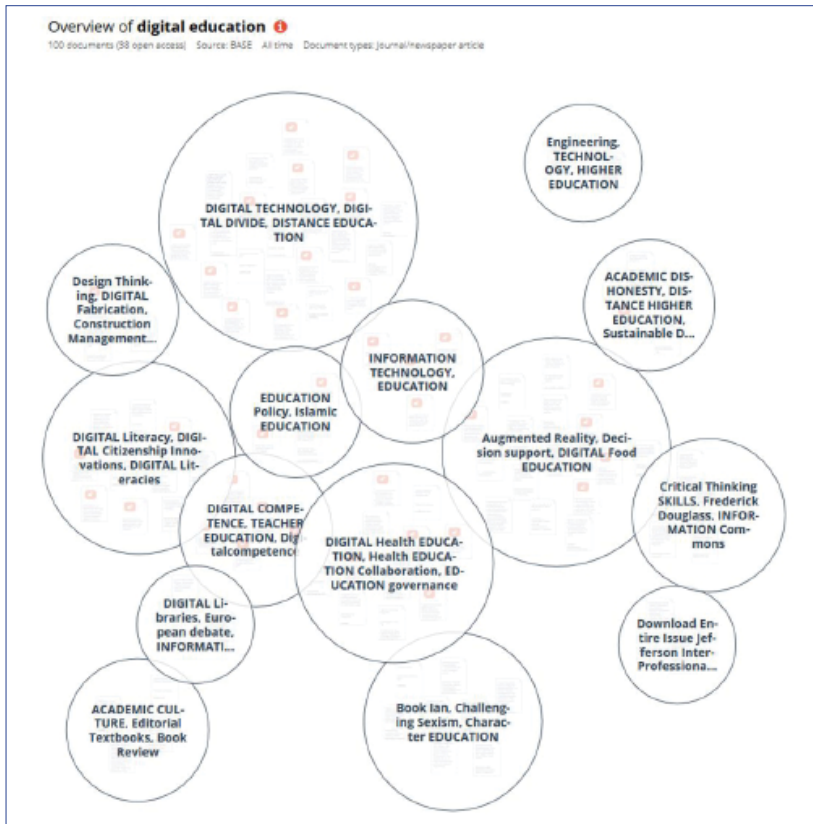 Overview of digital education
100 documents (38 open access) Source: BASE All time Document types: Journal/newspaper article
Engineering,
TECHNOL-
OGY, HIGHER
EDUCATION
DIGITAL TECHNOLOGY, DIGI-
TAL DIVIDE, DISTANCE EDUCA-
TION
Design Think-
ing, DIGITAL
Fabrication,
Construction
Management...
ACADEMIC DIS-
HONESTY, DIS-
TANCE HIGHER
EDUCATION,
Sustainable D...
INFORMATION
TECHNOLOGY,
EDUCATION
EDUCATION
Policy, Islamic
EDUCATION
DIGITAL Literacy, DIGI-
TAL Citizenship Inno-
vations, DIGITAL Lit-
eracies
Augmented Reality, Deci-
sion support, DIGITAL Food
EDUCATION
Critical Thinking
SKILLS, Frederick
Douglass, INFOR-
MATION Com-
mons
DIGITAL COMPE-
TENCE, TEACHER
EDUCATION, Digi-
talcompetence
DIGITAL Health EDUCA-
TION, Health EDUCA-
TION Collaboration, ED-
UCATION governance
DIGITAL Li-
braries, Euro-
pean debate,
INFORMATI...
Download En-
tire Issue Jef-
ferson Inter-
Professiona...
ACADEMIC CUL-
TURE, Editorial
Textbooks, Book
Review
Book Ian, Challeng-
ing Sexism, Charac-
ter EDUCATION